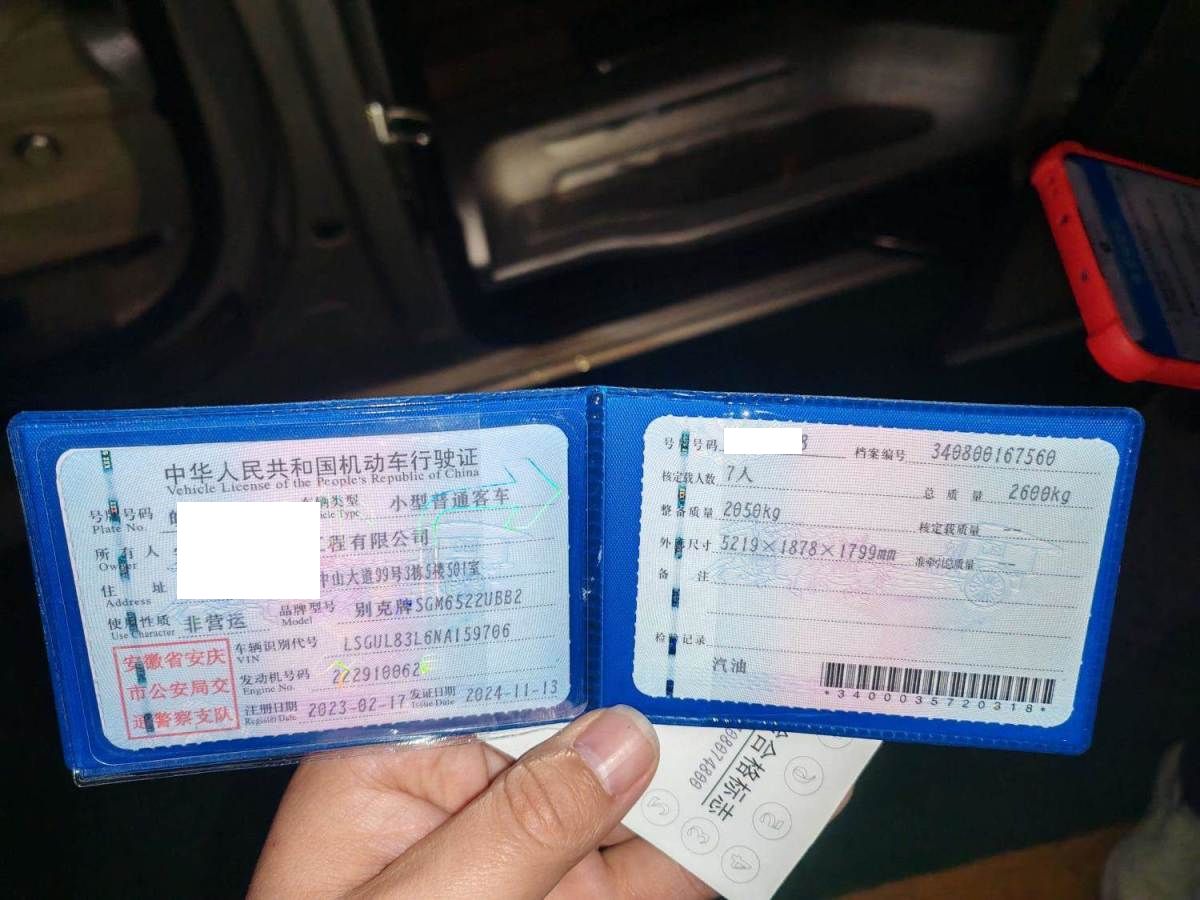 中华人民共和国机动车行驶证
Vehicle License of the People's Republic of China
号牌号码
Plate No.
车辆类型 小型普通客车
Vehicle Type
所有人 工程有限公司
Owner
住址 中山大道99号3栋5楼501室
Address
使用性质 非营运
Use Character
品牌型号 别克牌SGM6522UBB2
Model
车辆识别代号 LSGUL83L6NA159706
VIN
发动机号码 222910062
Engine No.
注册日期 2023-02-17 发证日期 2024-11-13
Register Date Issue Date
安徽省安庆
市公安局交
通警察支队
号牌号码 8 档案编号 340800167560
核定载人数 7人 总质量 2600kg
整备质量 2050kg 核定载质量 --
外廓尺寸 5219×1878×1799mm 准牵引总质量 --
备注
检验记录
汽油
*3400035720318*
合格标志
08074800
2
3
4
5